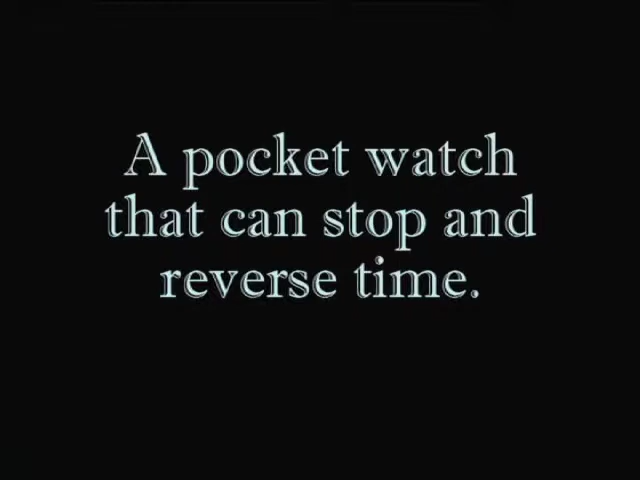 A pocket watch
that can stop and
reverse time.